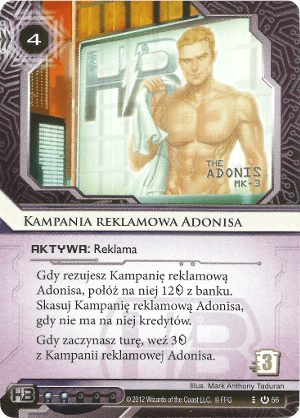 4
HB
THE
ADONIS
MK-3
KAMPANIA REKLAMOWA ADONISA
AKTYWA: Reklama
Gdy rezujesz Kampanię reklamową
Adonisa, połóż na niej 12 z banku.
Skasuj Kampanię reklamową Adonisa,
gdy nie ma na niej kredytów.
Gdy zaczynasz turę, weź 3
z Kampanii reklamowej Adonisa.
3
Illus. Mark Anthony Taduran
HB
©2012 Wizards of the Coast LLC. © FFG
56